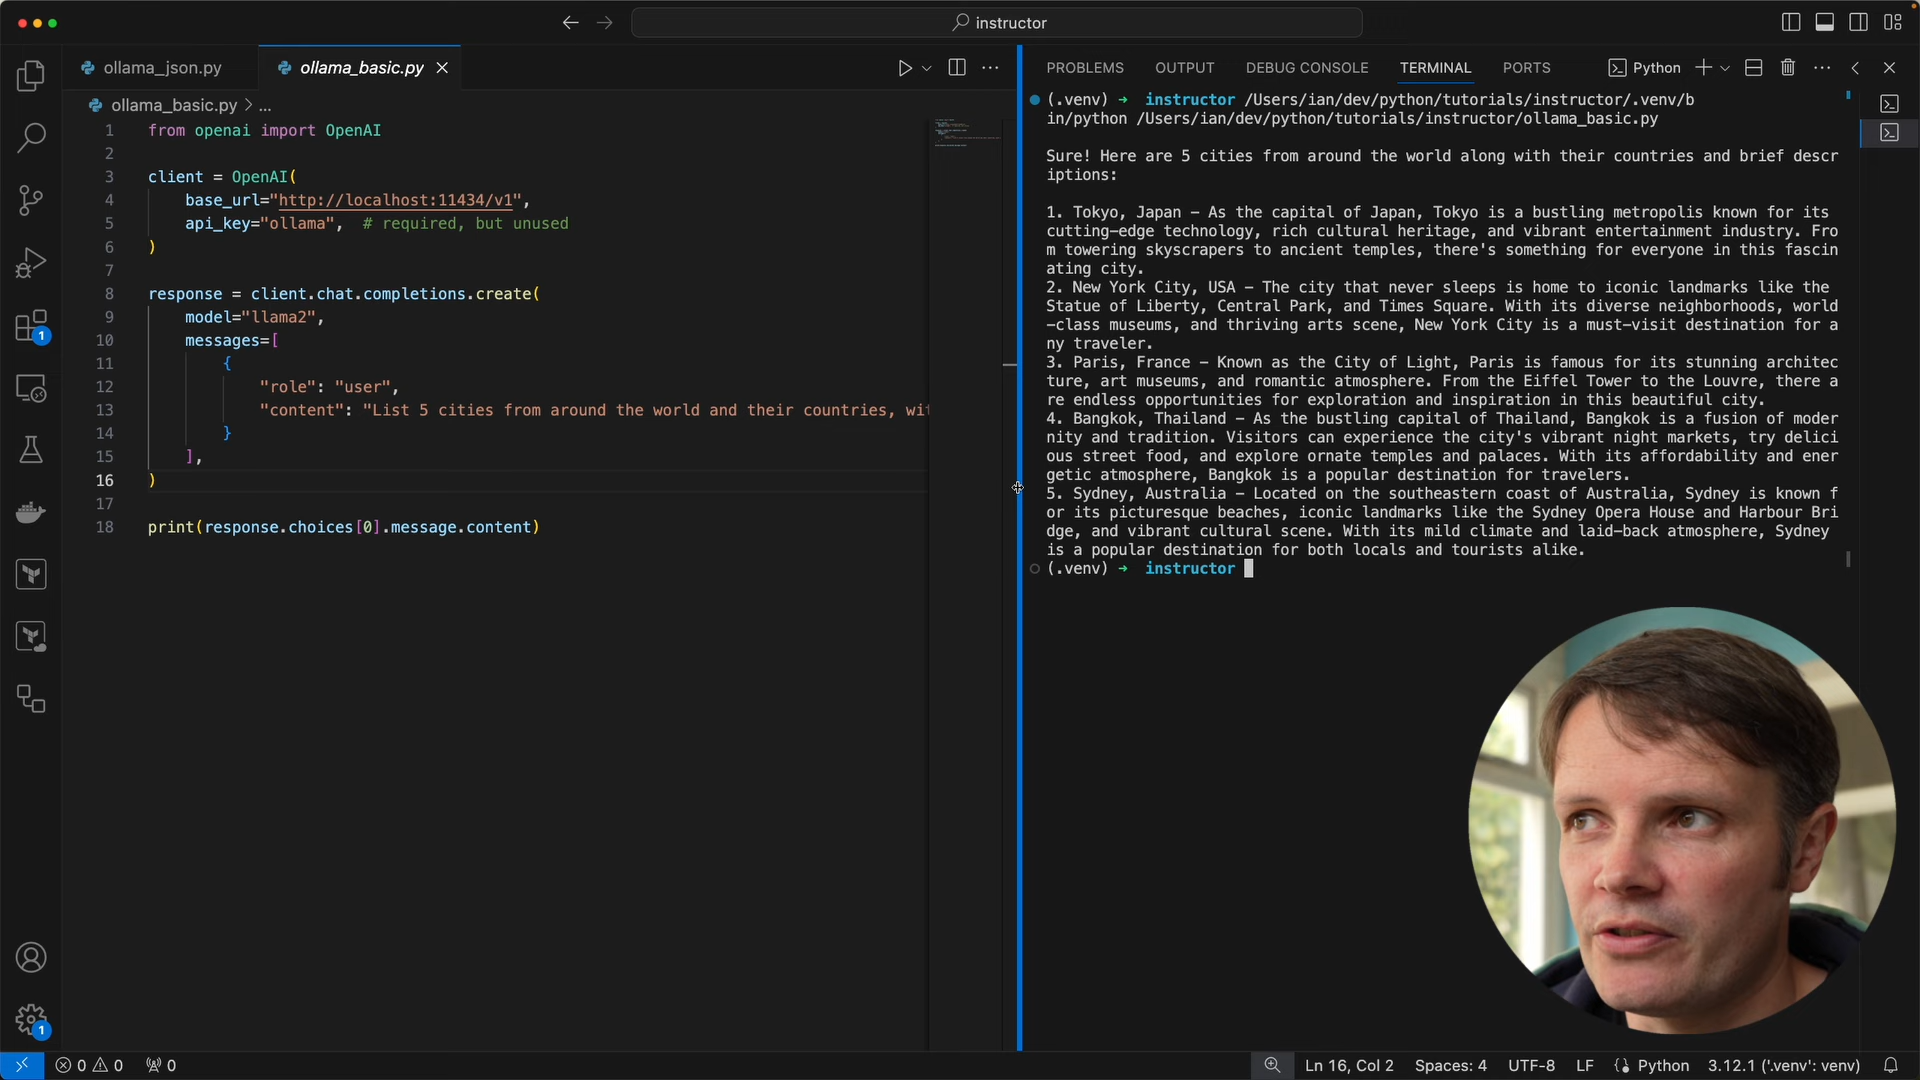 instructor
ollama_json.py
ollama_basic.py
PROBLEMS OUTPUT DEBUG CONSOLE TERMINAL PORTS Python
ollama_basic.py > ...
1 from openai import OpenAI
2
3 client = OpenAI(
4 base_url="http://localhost:11434/v1",
5 api_key="ollama", # required, but unused
6 )
7
8 response = client.chat.completions.create(
9 model="llama2",
10 messages=[
11 {
12 "role": "user",
13 "content": "List 5 cities from around the world and their countries, wit
14 }
15 ],
16 )
17
18 print(response.choices[0].message.content)
(.venv) → instructor /Users/ian/dev/python/tutorials/instructor/.venv/b
in/python /Users/ian/dev/python/tutorials/instructor/ollama_basic.py
Sure! Here are 5 cities from around the world along with their countries and brief descr
iptions:
1. Tokyo, Japan – As the capital of Japan, Tokyo is a bustling metropolis known for its
cutting-edge technology, rich cultural heritage, and vibrant entertainment industry. Fro
m towering skyscrapers to ancient temples, there's something for everyone in this fascin
ating city.
2. New York City, USA – The city that never sleeps is home to iconic landmarks like the
Statue of Liberty, Central Park, and Times Square. With its diverse neighborhoods, world
-class museums, and thriving arts scene, New York City is a must-visit destination for a
ny traveler.
3. Paris, France – Known as the City of Light, Paris is famous for its stunning architec
ture, art museums, and romantic atmosphere. From the Eiffel Tower to the Louvre, there a
re endless opportunities for exploration and inspiration in this beautiful city.
4. Bangkok, Thailand – As the bustling capital of Thailand, Bangkok is a fusion of moder
nity and tradition. Visitors can experience the city's vibrant night markets, try delici
ous street food, and explore ornate temples and palaces. With its affordability and ener
getic atmosphere, Bangkok is a popular destination for travelers.
5. Sydney, Australia – Located on the southeastern coast of Australia, Sydney is known f
or its picturesque beaches, iconic landmarks like the Sydney Opera House and Harbour Bri
dge, and vibrant cultural scene. With its mild climate and laid-back atmosphere, Sydney
is a popular destination for both locals and tourists alike.
(.venv) → instructor
1
1
0 0 0 Ln 16, Col 2 Spaces: 4 UTF-8 LF Python 3.12.1 ('.venv': venv)